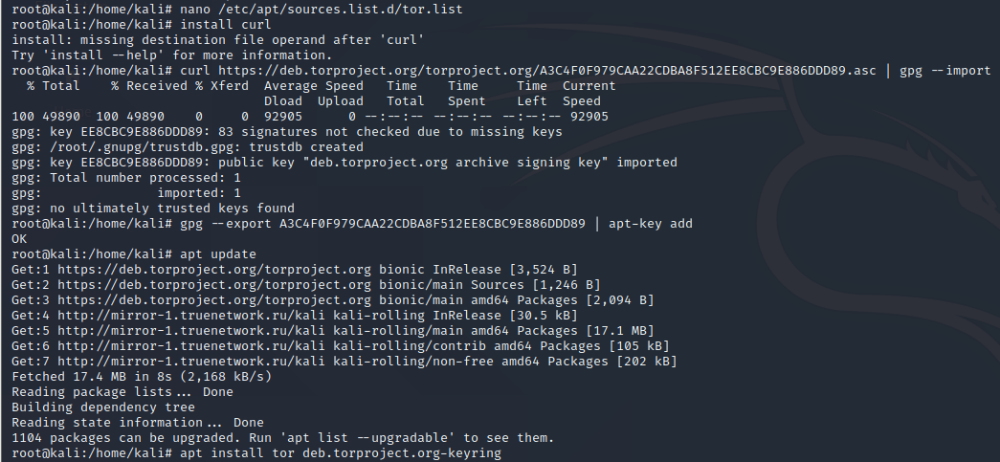 root@kali:/home/kali# nano /etc/apt/sources.list.d/tor.list
root@kali:/home/kali# install curl
install: missing destination file operand after 'curl'
Try 'install --help' for more information.
root@kali:/home/kali# curl https://deb.torproject.org/torproject.org/A3C4F0F979CAA22CDBA8F512EE8CBC9E886DDD89.asc | gpg --import
  % Total    % Received % Xferd  Average Speed   Time    Time     Time  Current
                                 Dload  Upload   Total   Spent    Left  Speed
100 49890  100 49890    0     0  92905      0 --:--:-- --:--:-- --:--:-- 92905
gpg: key EE8CBC9E886DDD89: 83 signatures not checked due to missing keys
gpg: /root/.gnupg/trustdb.gpg: trustdb created
gpg: key EE8CBC9E886DDD89: public key "deb.torproject.org archive signing key" imported
gpg: Total number processed: 1
gpg:               imported: 1
gpg: no ultimately trusted keys found
root@kali:/home/kali# gpg --export A3C4F0F979CAA22CDBA8F512EE8CBC9E886DDD89 | apt-key add
OK
root@kali:/home/kali# apt update
Get:1 https://deb.torproject.org/torproject.org bionic InRelease [3,524 B]
Get:2 https://deb.torproject.org/torproject.org bionic/main Sources [1,246 B]
Get:3 https://deb.torproject.org/torproject.org bionic/main amd64 Packages [2,094 B]
Get:4 http://mirror-1.truenetwork.ru/kali kali-rolling InRelease [30.5 kB]
Get:5 http://mirror-1.truenetwork.ru/kali kali-rolling/main amd64 Packages [17.1 MB]
Get:6 http://mirror-1.truenetwork.ru/kali kali-rolling/contrib amd64 Packages [105 kB]
Get:7 http://mirror-1.truenetwork.ru/kali kali-rolling/non-free amd64 Packages [202 kB]
Fetched 17.4 MB in 8s (2,168 kB/s)
Reading package lists... Done
Building dependency tree
Reading state information... Done
1104 packages can be upgraded. Run 'apt list --upgradable' to see them.
root@kali:/home/kali# apt install tor deb.torproject.org-keyring